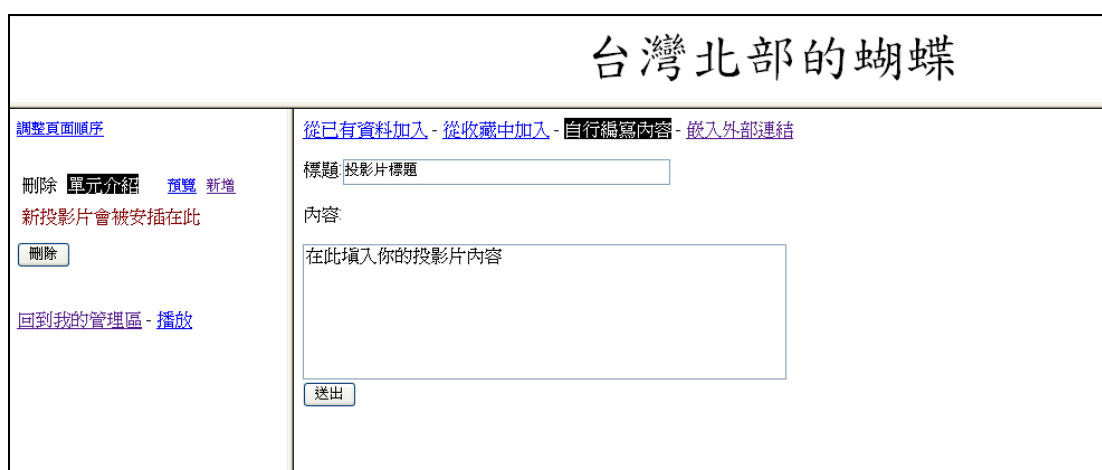 台灣北部的蝴蝶
調整頁面順序
刪除 單元介紹 預覽 新增
新投影片會被安插在此
刪除
回到我的管理區 - 播放
從已有資料加入 - 從收藏中加入 - 自行編寫內容 - 嵌入外部連結
標題:投影片標題
內容:
在此填入你的投影片內容
送出